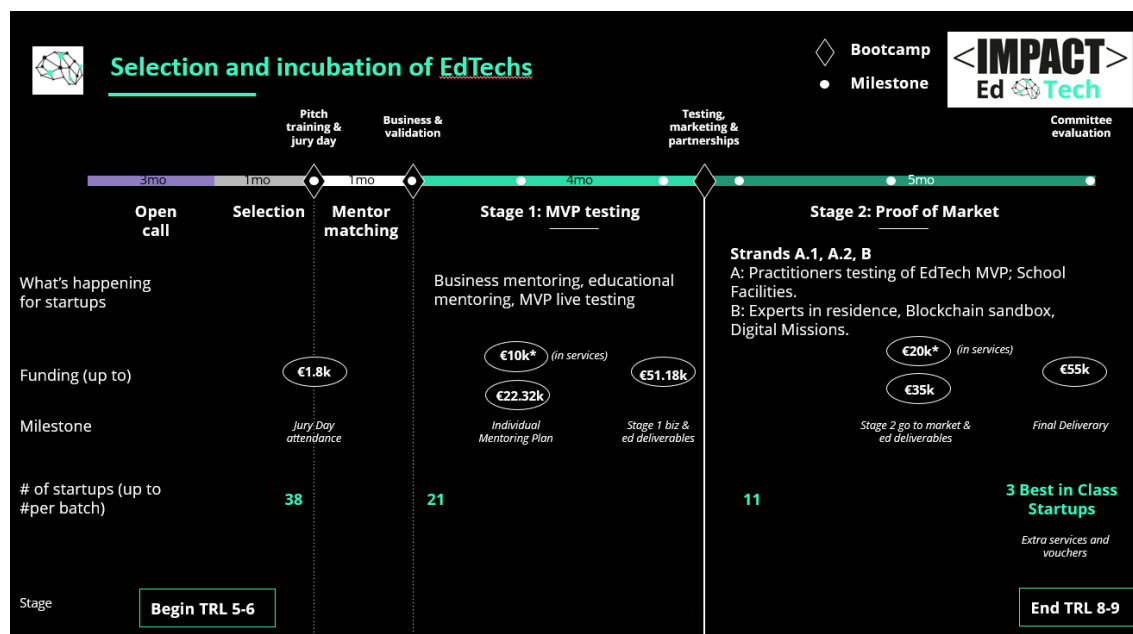 Selection and incubation of EdTechs
Bootcamp
Milestone
<IMPACT>
Ed Tech
Pitch
training &
jury day
Business &
validation
Testing,
marketing &
partnerships
Committee
evaluation
3mo
1mo
1mo
4mo
5mo
Open
call
Selection
Mentor
matching
Stage 1: MVP testing
Stage 2: Proof of Market
What's happening
for startups
Business mentoring, educational
mentoring, MVP live testing
Strands A.1, A.2, B
A: Practitioners testing of EdTech MVP; School
Facilities.
B: Experts in residence, Blockchain sandbox,
Digital Missions.
Funding (up to)
€1.8k
€10k* (in services)
€22.32k
€51.18k
€20k* (in services)
€35k
€55k
Milestone
Jury Day
attendance
Individual
Mentoring Plan
Stage 1 biz &
ed deliverables
Stage 2 go to market &
ed deliverables
Final Deliverary
# of startups (up to
#per batch)
38
21
11
3 Best in Class
Startups
Extra services and
vouchers
Stage
Begin TRL 5-6
End TRL 8-9